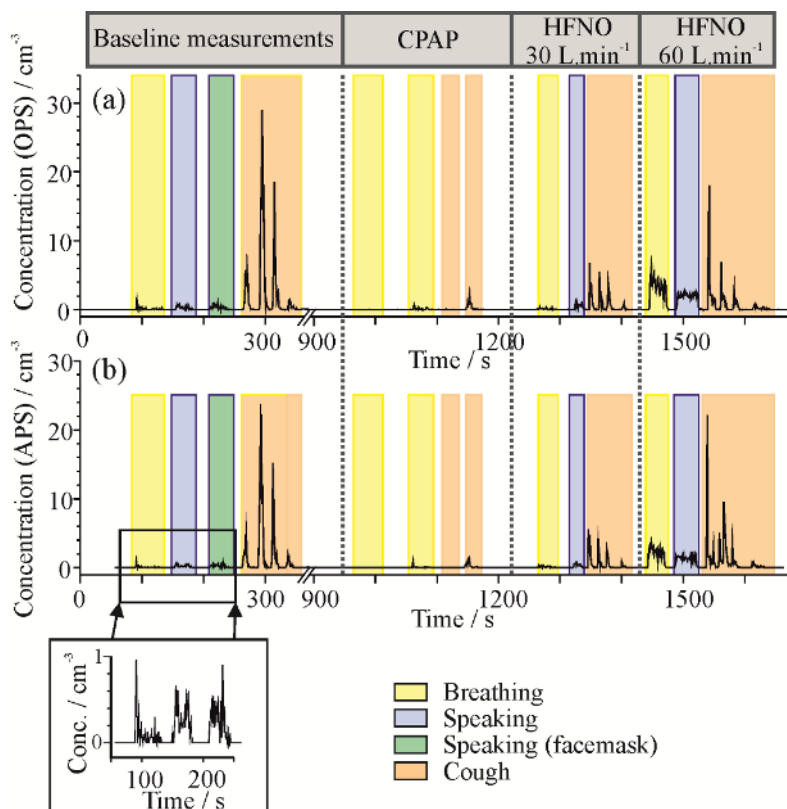 Baseline measurements
CPAP
HFNO
30 L.min⁻¹
HFNO
60 L.min⁻¹
(a)
Concentration (OPS) / cm⁻³
30
20
10
0
0
300
900
1200
1500
Time / s
Time / s
(b)
Concentration (APS) / cm⁻³
30
20
10
0
0
300
900
1200
1500
Time / s
Time / s
Conc. / cm⁻³
1
0
100
200
Time / s
Breathing
Speaking
Speaking (facemask)
Cough